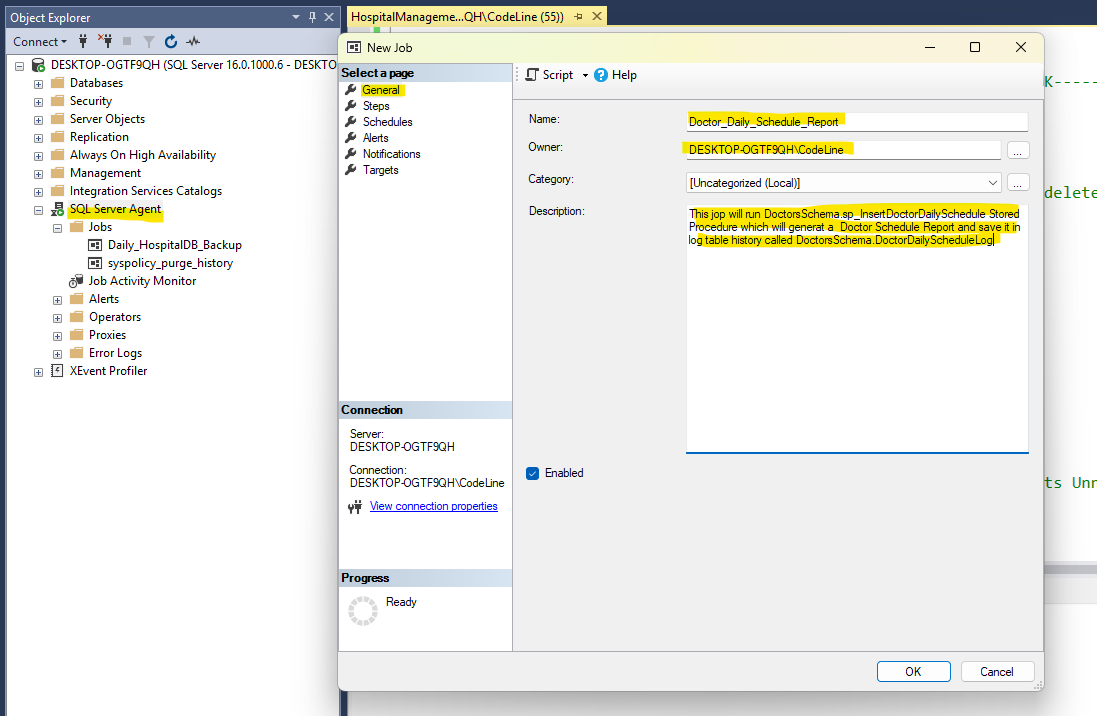 Object Explorer
Connect
DESKTOP-OGTF9QH (SQL Server 16.0.1000.6 - DESKTO
Databases
Security
Server Objects
Replication
Always On High Availability
Management
Integration Services Catalogs
SQL Server Agent
Jobs
Daily_HospitalDB_Backup
syspolicy_purge_history
Job Activity Monitor
Alerts
Operators
Proxies
Error Logs
XEvent Profiler
HospitalManageme...QH\CodeLine (55))
K-----
delete
ts Unn
New Job
Select a page
General
Steps
Schedules
Alerts
Notifications
Targets
Connection
Server:
DESKTOP-OGTF9QH
Connection:
DESKTOP-OGTF9QH\CodeLine
View connection properties
Progress
Ready
Script
Help
Name:
Doctor_Daily_Schedule_Report
Owner:
DESKTOP-OGTF9QH\CodeLine
...
Category:
[Uncategorized (Local)]
...
Description:
This jop will run DoctorsSchema.sp_InsertDoctorDailySchedule Stored
Procedure which will generat a Doctor Schedule Report and save it in
log table history called DoctorsSchema.DoctorDailyScheduleLog
Enabled
OK
Cancel